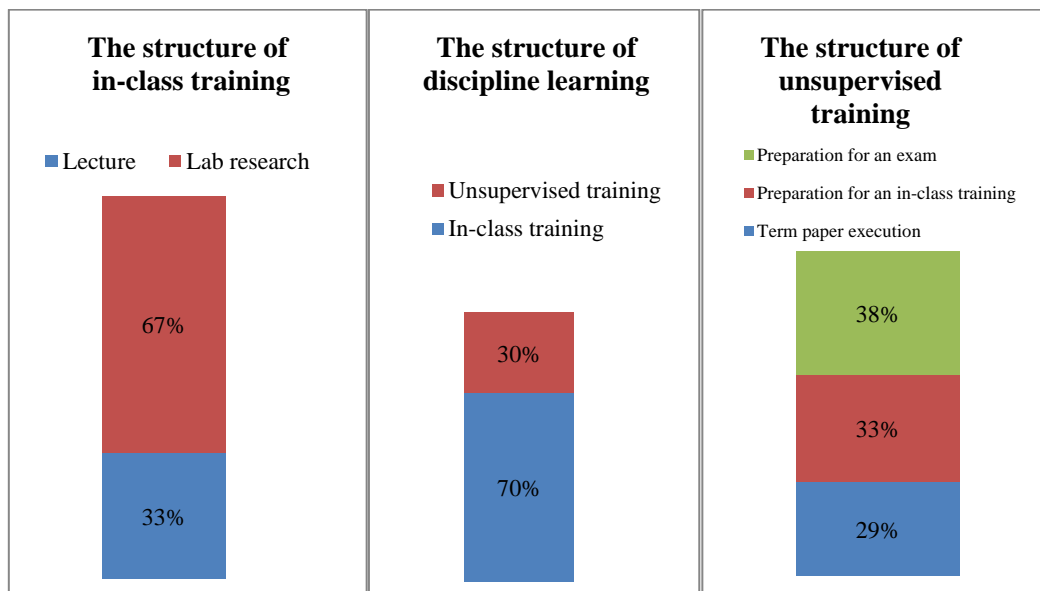 The structure of
in-class training
Lecture
Lab research
67%
33%
The structure of
discipline learning
Unsupervised training
In-class training
30%
70%
The structure of
unsupervised
training
Preparation for an exam
Preparation for an in-class training
Term paper execution
38%
33%
29%